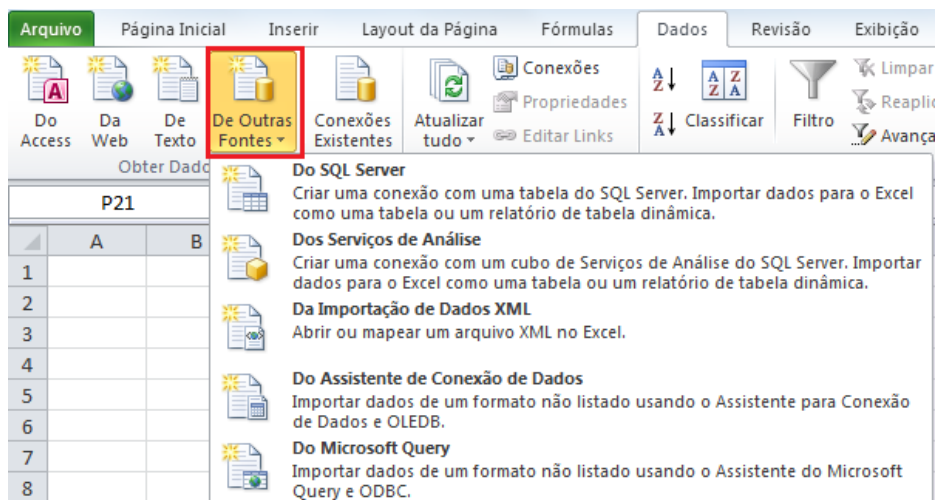 Arquivo Página Inicial Inserir Layout da Página Fórmulas Dados Revisão Exibição
Do Access
Da Web
De Texto
De Outras Fontes
Conexões Existentes
Atualizar tudo
Conexões
Propriedades
Editar Links
A Z
Z A
A Z
Z A
Classificar
Filtro
Limpar
Reaplic
Avança
Obter Dado
P21
A B
1
2
3
4
5
6
7
8
Do SQL Server
Criar uma conexão com uma tabela do SQL Server. Importar dados para o Excel
como uma tabela ou um relatório de tabela dinâmica.
Dos Serviços de Análise
Criar uma conexão com um cubo de Serviços de Análise do SQL Server. Importar
dados para o Excel como uma tabela ou um relatório de tabela dinâmica.
Da Importação de Dados XML
Abrir ou mapear um arquivo XML no Excel.
Do Assistente de Conexão de Dados
Importar dados de um formato não listado usando o Assistente para Conexão
de Dados e OLEDB.
Do Microsoft Query
Importar dados de um formato não listado usando o Assistente do Microsoft
Query e ODBC.